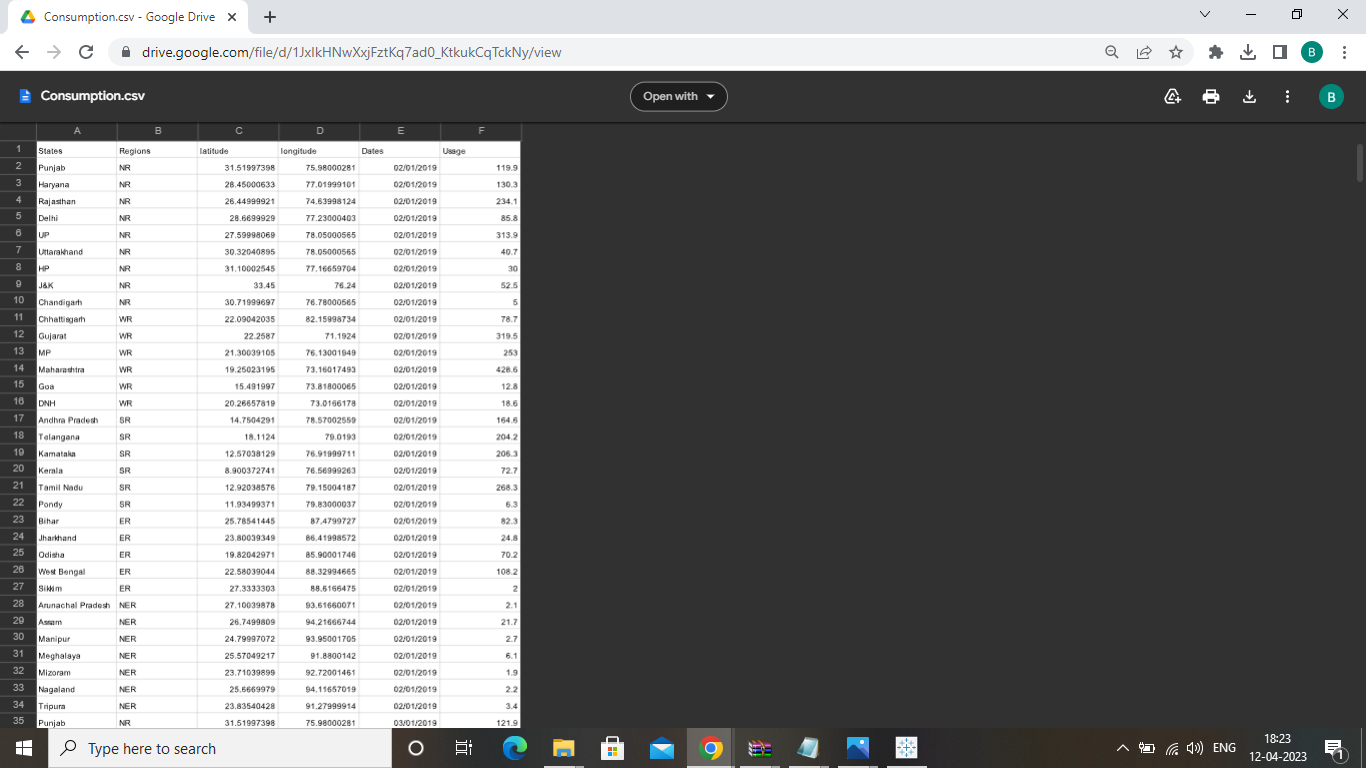 Consumption.csv - Google Drive
drive.google.com/file/d/1JxIkHNwXxjFztKq7ad0_KtkukCqTckNy/view
B
Consumption.csv
Open with
B
A B C D E F
1 States Regions latitude longitude Dates Usage
2 Punjab NR 31.51997398 75.98000281 02/01/2019 119.9
3 Haryana NR 28.45000633 77.01999101 02/01/2019 130.3
4 Rajasthan NR 26.44999921 74.63998124 02/01/2019 234.1
5 Delhi NR 28.6699929 77.23000403 02/01/2019 85.8
6 UP NR 27.59998069 78.05000565 02/01/2019 313.9
7 Uttarakhand NR 30.32040895 78.05000565 02/01/2019 40.7
8 HP NR 31.10002545 77.16659704 02/01/2019 30
9 J&K NR 33.45 76.24 02/01/2019 52.5
10 Chandigarh NR 30.71999697 76.78000565 02/01/2019 5
11 Chhattisgarh WR 22.09042035 82.15998734 02/01/2019 78.7
12 Gujarat WR 22.2587 71.1924 02/01/2019 319.5
13 MP WR 21.30039105 76.13001949 02/01/2019 253
14 Maharashtra WR 19.25023195 73.16017493 02/01/2019 428.6
15 Goa WR 15.491997 73.81800065 02/01/2019 12.8
16 DNH WR 20.26657819 73.0166178 02/01/2019 18.6
17 Andhra Pradesh SR 14.7504291 78.57002559 02/01/2019 164.6
18 Telangana SR 18.1124 79.0193 02/01/2019 204.2
19 Karnataka SR 12.57038129 76.91999711 02/01/2019 206.3
20 Kerala SR 8.900372741 76.56999263 02/01/2019 72.7
21 Tamil Nadu SR 12.92038576 79.15004187 02/01/2019 268.3
22 Pondy SR 11.93499371 79.83000037 02/01/2019 6.3
23 Bihar ER 25.78541445 87.4799727 02/01/2019 82.3
24 Jharkhand ER 23.80039349 86.41998572 02/01/2019 24.8
25 Odisha ER 19.82042971 85.90001746 02/01/2019 70.2
26 West Bengal ER 22.58039044 88.32994665 02/01/2019 108.2
27 Sikkim ER 27.3333303 88.6166475 02/01/2019 2
28 Arunachal Pradesh NER 27.10039878 93.61660071 02/01/2019 2.1
29 Assam NER 26.7499809 94.21666744 02/01/2019 21.7
30 Manipur NER 24.79997072 93.95001705 02/01/2019 2.7
31 Meghalaya NER 25.57049217 91.8800142 02/01/2019 6.1
32 Mizoram NER 23.71039899 92.72001461 02/01/2019 1.9
33 Nagaland NER 25.6669979 94.11657019 02/01/2019 2.2
34 Tripura NER 23.83540428 91.27999914 02/01/2019 3.4
35 Punjab NR 31.51997398 75.98000281 03/01/2019 121.9
Type here to search
ENG
18:23
12-04-2023
1